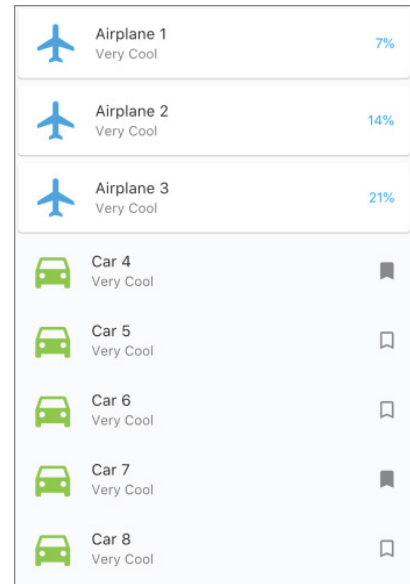 Airplane 1
Very Cool
7%
Airplane 2
Very Cool
14%
Airplane 3
Very Cool
21%
Car 4
Very Cool
Car 5
Very Cool
Car 6
Very Cool
Car 7
Very Cool
Car 8
Very Cool